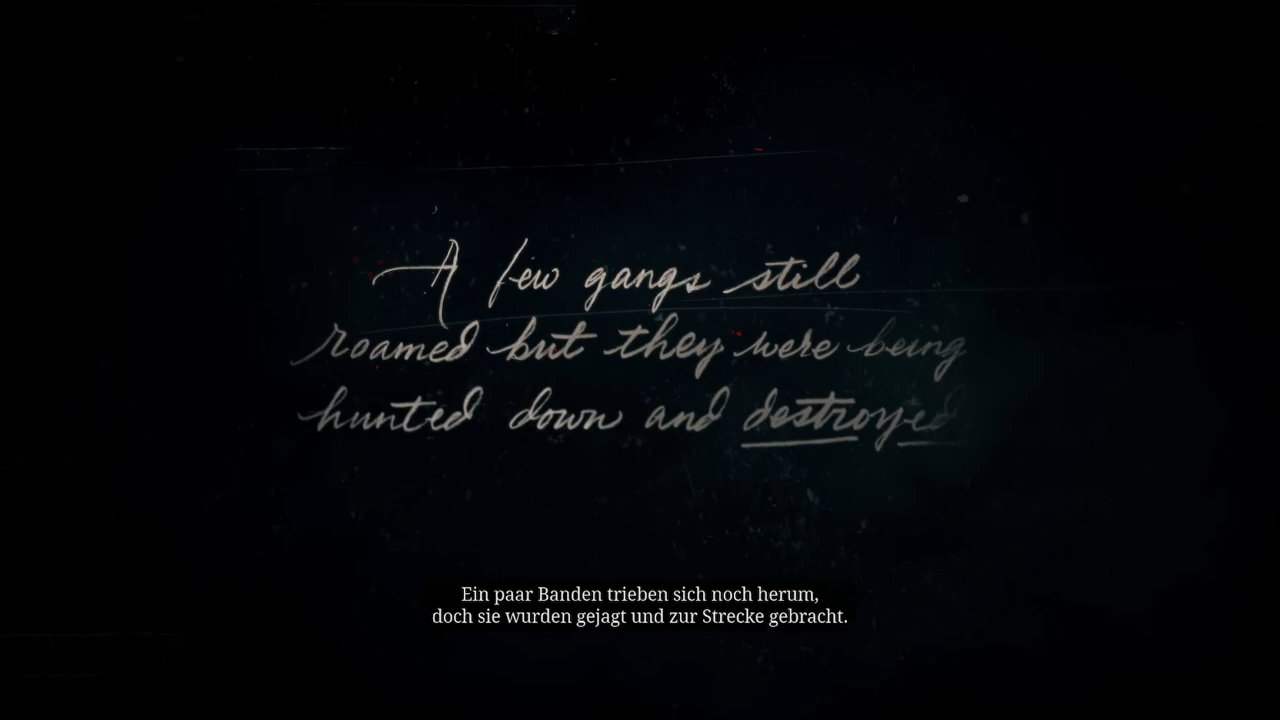 A few gangs still
roamed but they were being
hunted down and destroyed
Ein paar Banden trieben sich noch herum,
doch sie wurden gejagt und zur Strecke gebracht.